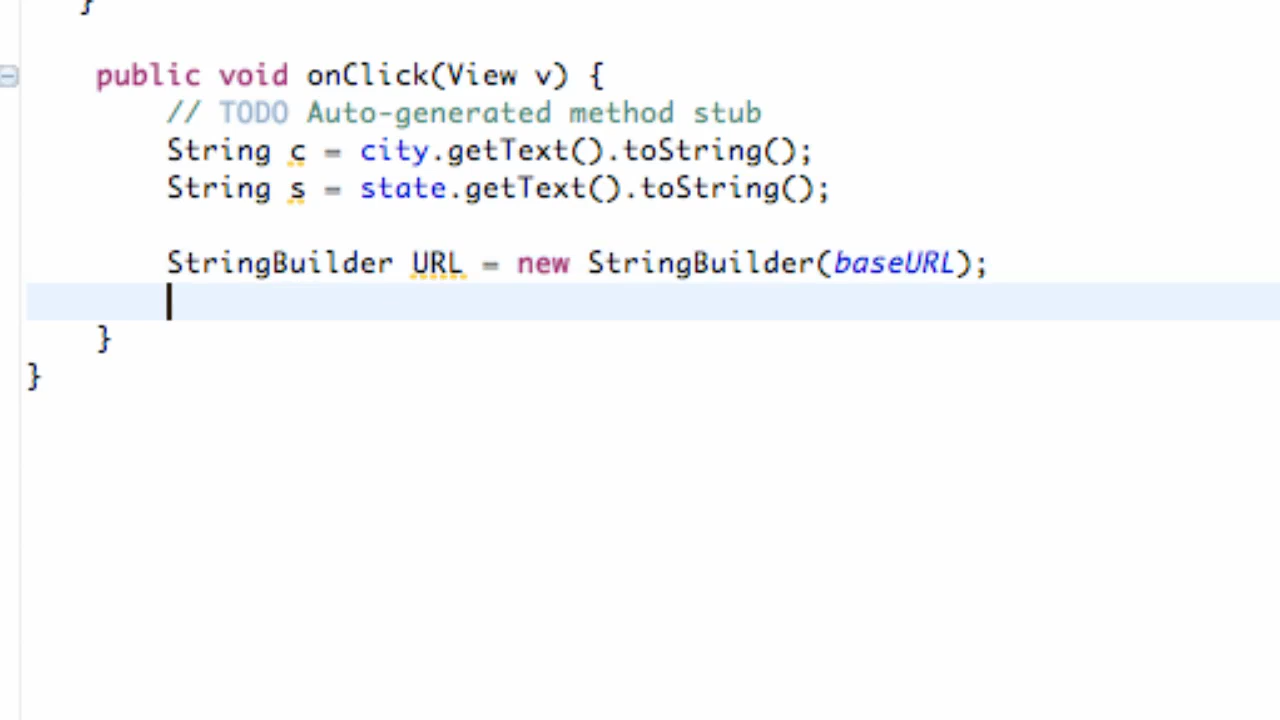 }
public void onClick(View v) {
// TODO Auto-generated method stub
String c = city.getText().toString();
String s = state.getText().toString();
StringBuilder URL = new StringBuilder(baseURL);
}
}